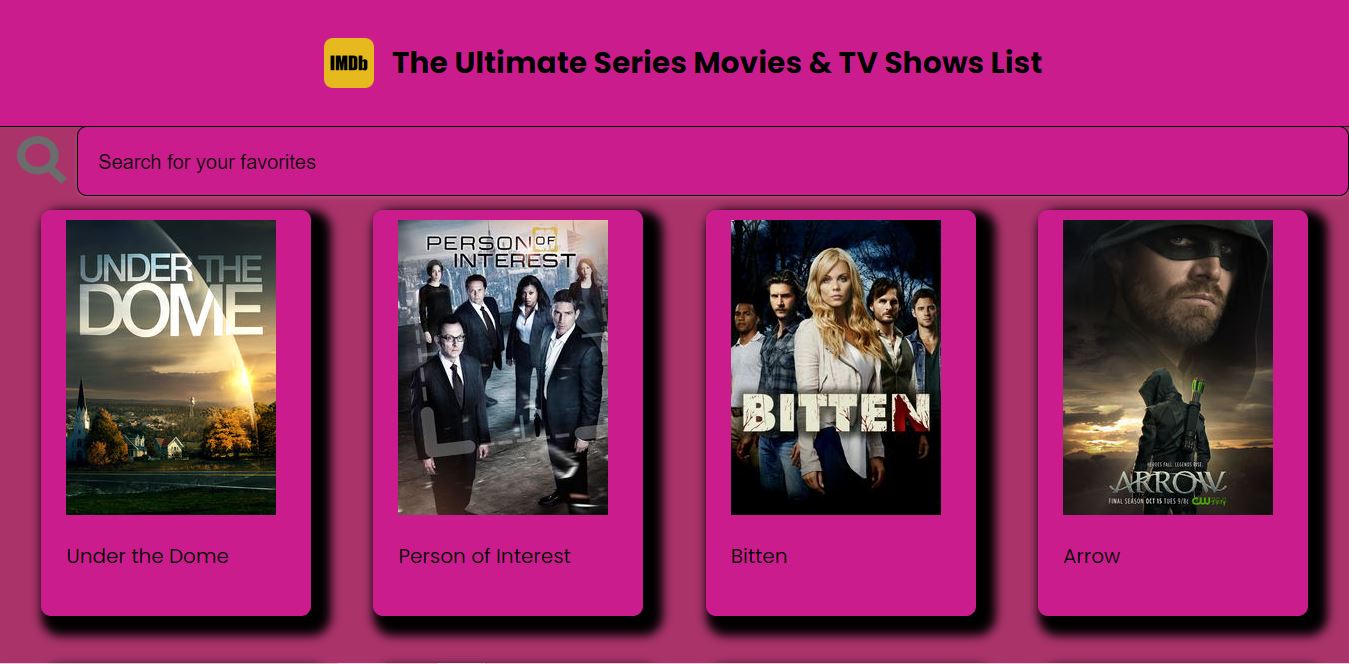 IMDb The Ultimate Series Movies & TV Shows List
Search for your favorites
UNDER THE
DOME
PERSON OF
INTEREST
BITTEN
HEROES FALL. LEGENDS RISE.
ARROW
FINAL SEASON OCT 15 TUES 9/8c CW
Under the Dome
Person of Interest
Bitten
Arrow